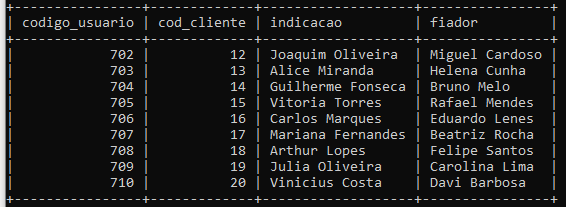 +----------------+-------------+-------------------+----------------+
| codigo_usuario | cod_cliente | indicacao         | fiador         |
+----------------+-------------+-------------------+----------------+
|            702 |          12 | Joaquim Oliveira  | Miguel Cardoso |
|            703 |          13 | Alice Miranda     | Helena Cunha   |
|            704 |          14 | Guilherme Fonseca | Bruno Melo     |
|            705 |          15 | Vitoria Torres    | Rafael Mendes  |
|            706 |          16 | Carlos Marques    | Eduardo Lenes  |
|            707 |          17 | Mariana Fernandes | Beatriz Rocha  |
|            708 |          18 | Arthur Lopes      | Felipe Santos  |
|            709 |          19 | Julia Oliveira    | Carolina Lima  |
|            710 |          20 | Vinicius Costa    | Davi Barbosa   |
+----------------+-------------+-------------------+----------------+